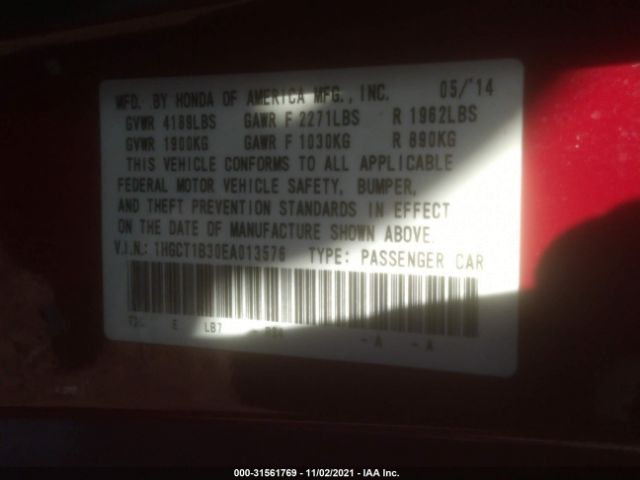 MFD. BY HONDA OF AMERICA MFG., INC. 05/'14
GVWR 4189LBS GAWR F 2271LBS R 1962LBS
GVWR 1900KG GAWR F 1030KG R 890KG
THIS VEHICLE CONFORMS TO ALL APPLICABLE
FEDERAL MOTOR VEHICLE SAFETY, BUMPER,
AND THEFT PREVENTION STANDARDS IN EFFECT
ON THE DATE OF MANUFACTURE SHOWN ABOVE.
V.I.N.: 1HGCT1B30EA013576 TYPE: PASSENGER CAR
E LB7 - A - A
000-31561769 - 11/02/2021 - IAA Inc.